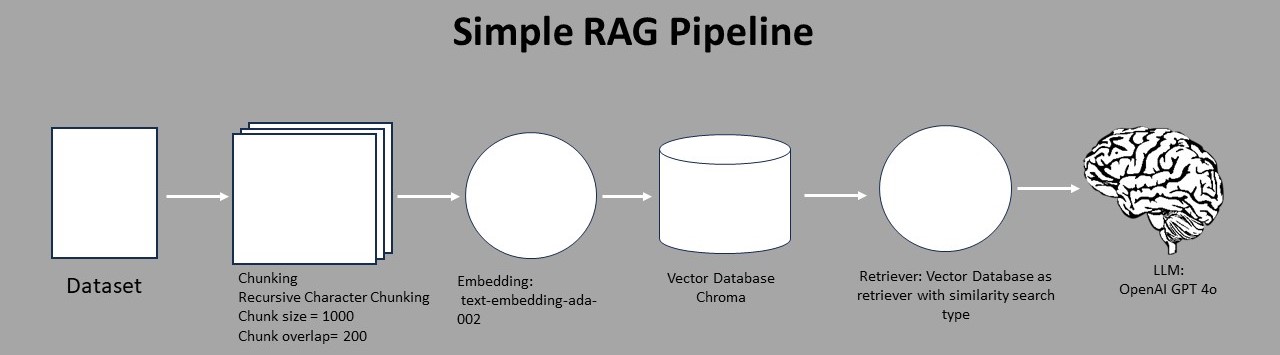 Simple RAG Pipeline
Dataset
Chunking
Recursive Character Chunking
Chunk size = 1000
Chunk overlap= 200
Embedding:
text-embedding-ada-
002
Vector Database
Chroma
Retriever: Vector Database as
retriever with similarity search
type
LLM:
OpenAI GPT 4o